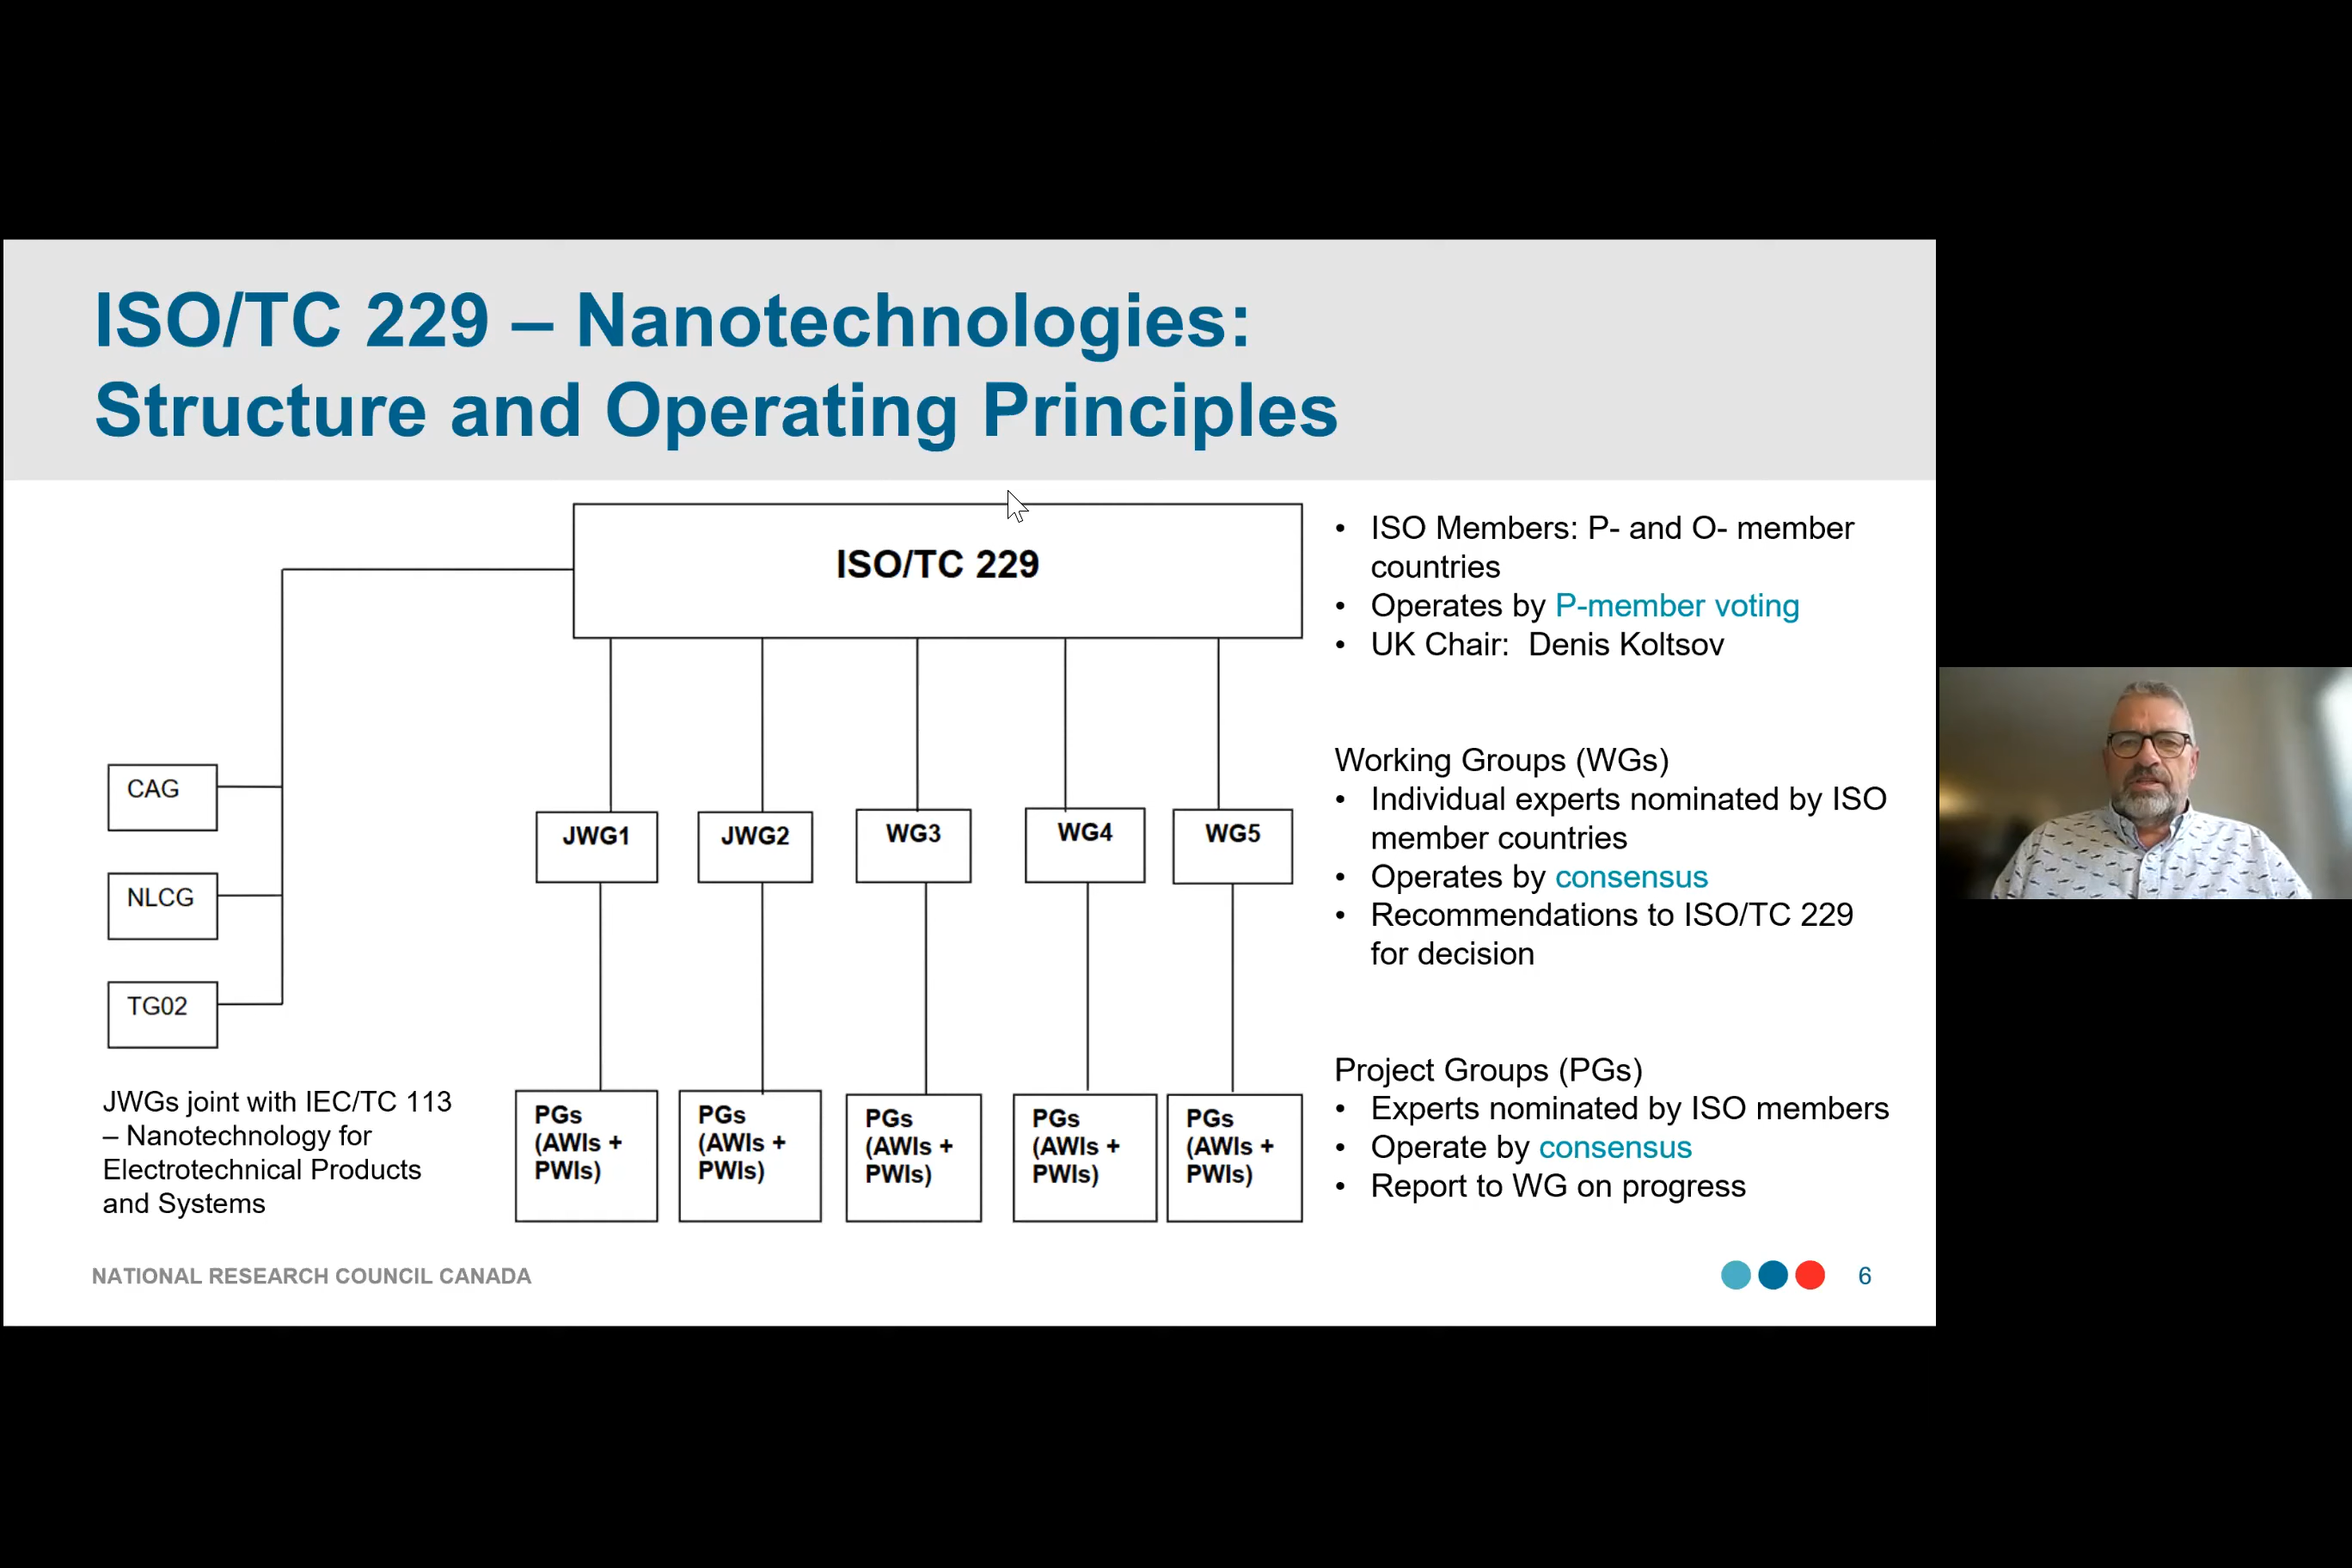 ISO/TC 229 – Nanotechnologies:
Structure and Operating Principles
ISO/TC 229
CAG
NLCG
TG02
JWG1
JWG2
WG3
WG4
WG5
PGs
(AWIs +
PWIs)
PGs
(AWIs +
PWIs)
PGs
(AWIs +
PWIs)
PGs
(AWIs +
PWIs)
PGs
(AWIs +
PWIs)
JWGs joint with IEC/TC 113
– Nanotechnology for
Electrotechnical Products
and Systems
• ISO Members: P- and O- member
countries
• Operates by P-member voting
• UK Chair: Denis Koltsov
Working Groups (WGs)
• Individual experts nominated by ISO
member countries
• Operates by consensus
• Recommendations to ISO/TC 229
for decision
Project Groups (PGs)
• Experts nominated by ISO members
• Operate by consensus
• Report to WG on progress
NATIONAL RESEARCH COUNCIL CANADA
6